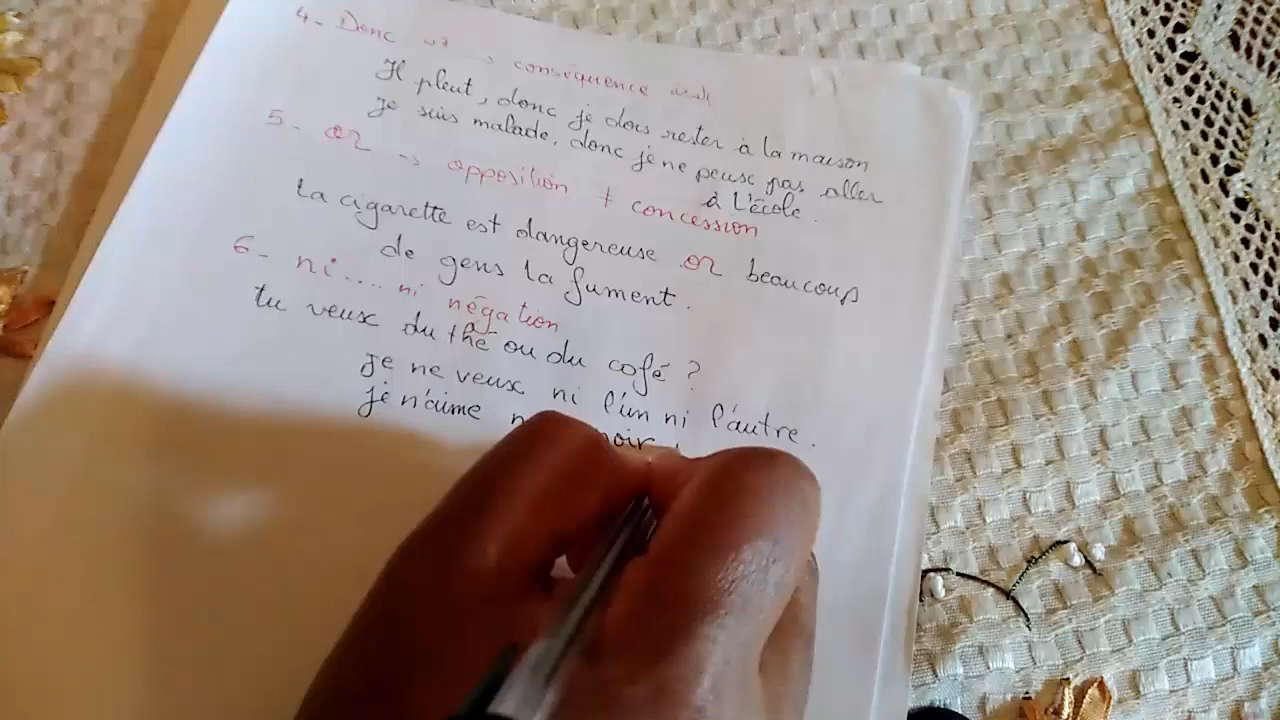 4- Donc → conséquence
Il pleut, donc je dois rester à la maison
Je suis malade, donc je ne peux pas aller
à l'école.
5- or → opposition ≠ concession
La cigarette est dangereuse or beaucoup
de gens la fument.
6- ni.... ni négation
tu veux du thé ou du café ?
Je ne veux ni l'un ni l'autre.
Je n'aime